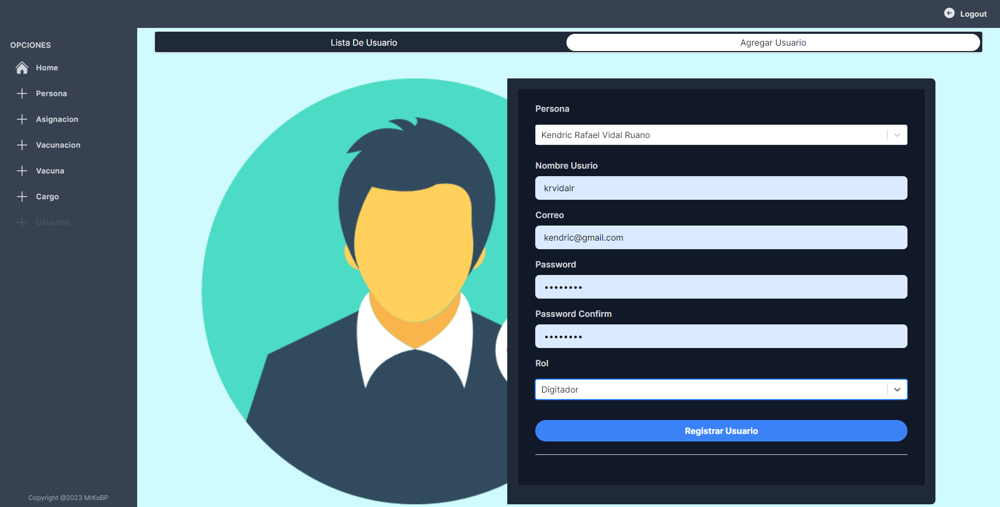 Logout
OPCIONES
Home
Persona
Asignacion
Vacunacion
Vacuna
Cargo
Usuarios
Copyright @2023 MrKoBP
Lista De Usuario
Agregar Usuario
Persona
Kendric Rafael Vidal Ruano
Nombre Usurio
krvidalr
Correo
kendric@gmail.com
Password
••••••••
Password Confirm
••••••••
Rol
Digitador
Registrar Usuario